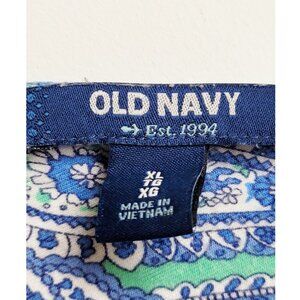 OLD NAVY
Est. 1994
XL
TG
XG
MADE IN
VIETNAM